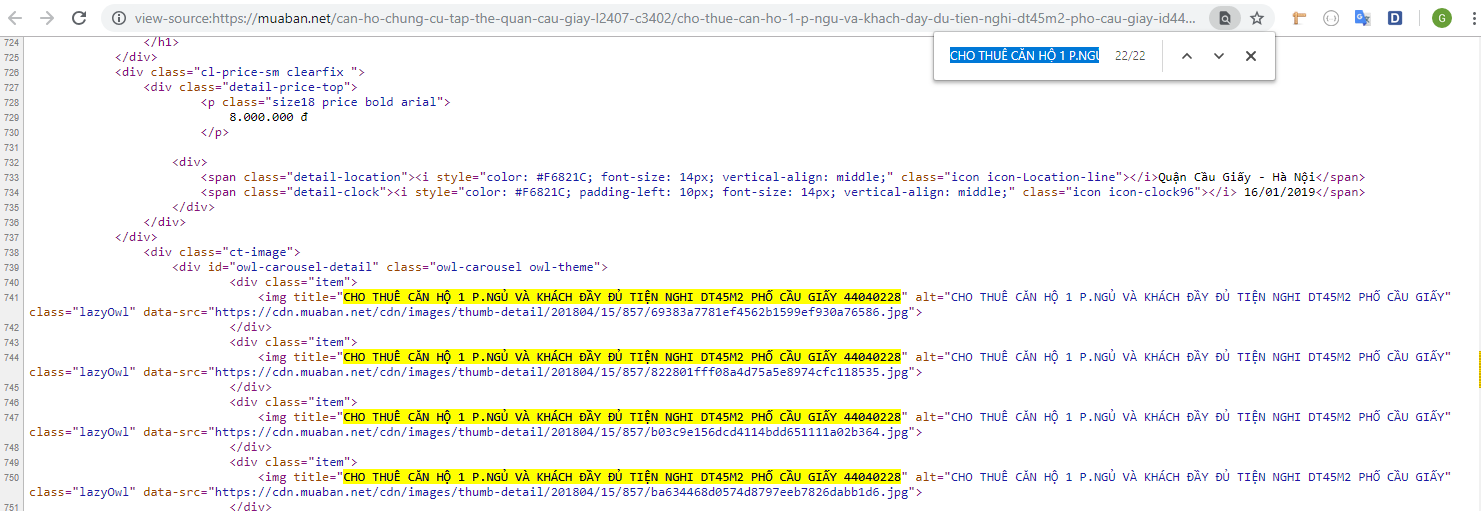 view-source:https://muaban.net/can-ho-chung-cu-tap-the-quan-cau-giay-l2407-c3402/cho-thue-can-ho-1-p-ngu-va-khach-day-du-tien-nghi-dt45m2-pho-cau-giay-id44...
G
CHO THUÊ CĂN HỘ 1 P.NGỦ 22/22
724 </h1>
725 </div>
726 <div class="cl-price-sm clearfix ">
727 <div class="detail-price-top">
728 <p class="size18 price bold arial">
729 8.000.000 đ
730 </p>
731
732 <div>
733 <span class="detail-location"><i style="color: #F6821C; font-size: 14px; vertical-align: middle;" class="icon icon-Location-line"></i>Quận Cầu Giấy - Hà Nội</span>
734 <span class="detail-clock"><i style="color: #F6821C; padding-left: 10px; font-size: 14px; vertical-align: middle;" class="icon icon-clock96"></i> 16/01/2019</span>
735 </div>
736 </div>
737 </div>
738 <div class="ct-image">
739 <div id="owl-carousel-detail" class="owl-carousel owl-theme">
740 <div class="item">
741 <img title="CHO THUÊ CĂN HỘ 1 P.NGỦ VÀ KHÁCH ĐẦY ĐỦ TIỆN NGHI DT45M2 PHỐ CẦU GIẤY 44040228" alt="CHO THUÊ CĂN HỘ 1 P.NGỦ VÀ KHÁCH ĐẦY ĐỦ TIỆN NGHI DT45M2 PHỐ CẦU GIẤY"
class="lazyOwl" data-src="https://cdn.muaban.net/cdn/images/thumb-detail/201804/15/857/69383a7781ef4562b1599ef930a76586.jpg">
742 </div>
743 <div class="item">
744 <img title="CHO THUÊ CĂN HỘ 1 P.NGỦ VÀ KHÁCH ĐẦY ĐỦ TIỆN NGHI DT45M2 PHỐ CẦU GIẤY 44040228" alt="CHO THUÊ CĂN HỘ 1 P.NGỦ VÀ KHÁCH ĐẦY ĐỦ TIỆN NGHI DT45M2 PHỐ CẦU GIẤY"
class="lazyOwl" data-src="https://cdn.muaban.net/cdn/images/thumb-detail/201804/15/857/822801fff08a4d75a5e8974cfc118535.jpg">
745 </div>
746 <div class="item">
747 <img title="CHO THUÊ CĂN HỘ 1 P.NGỦ VÀ KHÁCH ĐẦY ĐỦ TIỆN NGHI DT45M2 PHỐ CẦU GIẤY 44040228" alt="CHO THUÊ CĂN HỘ 1 P.NGỦ VÀ KHÁCH ĐẦY ĐỦ TIỆN NGHI DT45M2 PHỐ CẦU GIẤY"
class="lazyOwl" data-src="https://cdn.muaban.net/cdn/images/thumb-detail/201804/15/857/b03c9e156dcd4114bdd651111a02b364.jpg">
748 </div>
749 <div class="item">
750 <img title="CHO THUÊ CĂN HỘ 1 P.NGỦ VÀ KHÁCH ĐẦY ĐỦ TIỆN NGHI DT45M2 PHỐ CẦU GIẤY 44040228" alt="CHO THUÊ CĂN HỘ 1 P.NGỦ VÀ KHÁCH ĐẦY ĐỦ TIỆN NGHI DT45M2 PHỐ CẦU GIẤY"
class="lazyOwl" data-src="https://cdn.muaban.net/cdn/images/thumb-detail/201804/15/857/ba634468d0574d8797eeb7826dabb1d6.jpg">
751 </div>